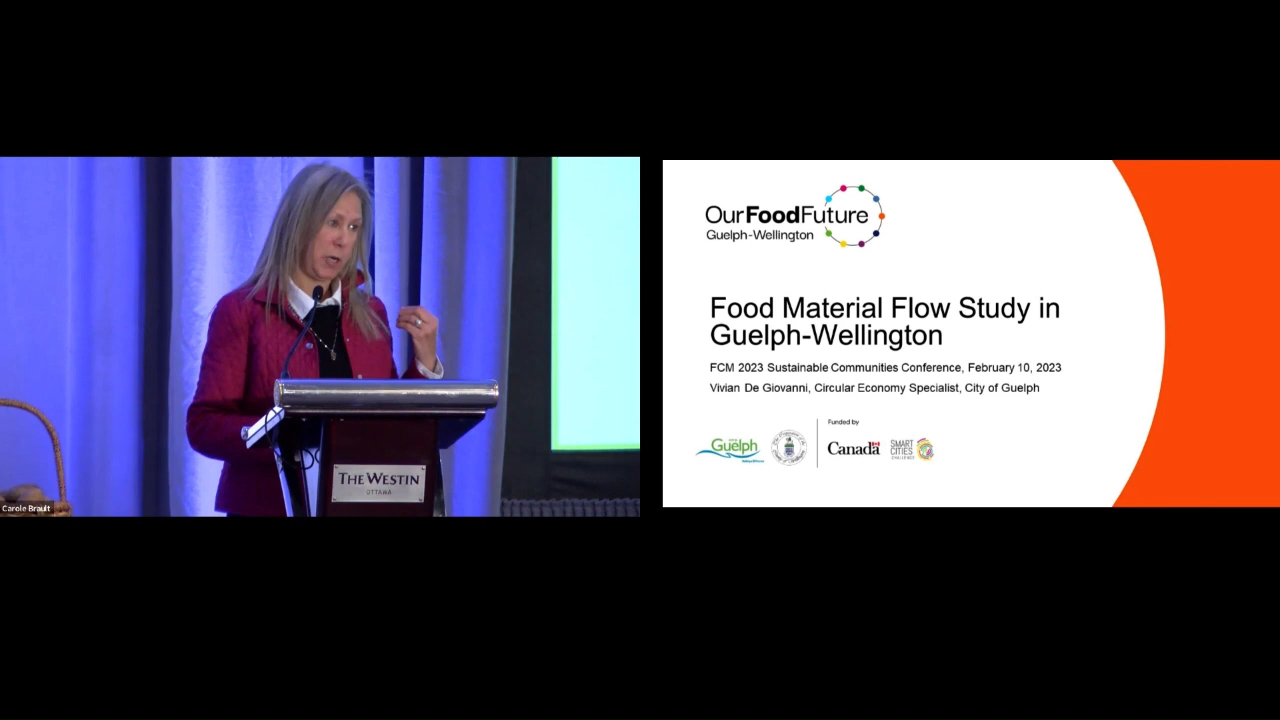 Carole Brault
THE WESTIN
OTTAWA
OurFoodFuture
Guelph-Wellington
Food Material Flow Study in
Guelph-Wellington
FCM 2023 Sustainable Communities Conference, February 10, 2023
Vivian De Giovanni, Circular Economy Specialist, City of Guelph
Funded by
Guelph
Canada
SMART
CITIES
CHALLENGE